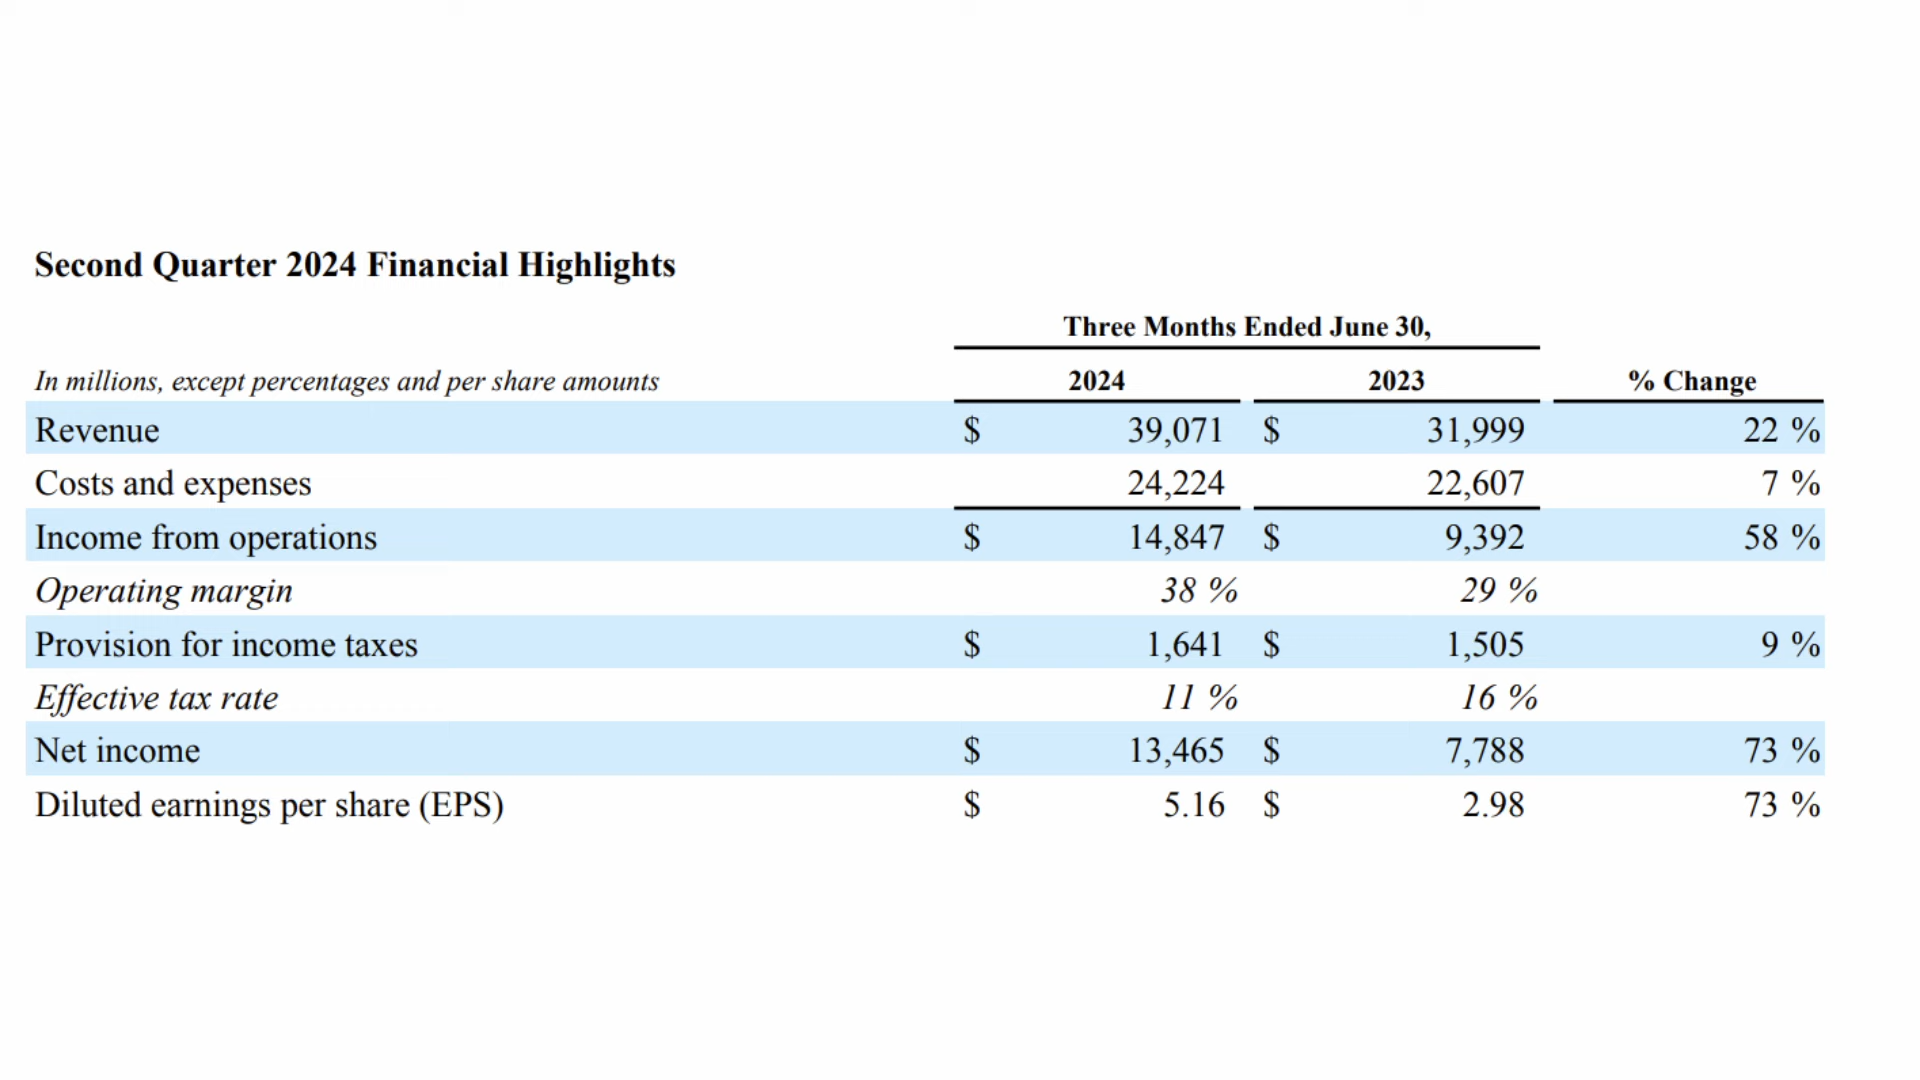 Second Quarter 2024 Financial Highlights
Three Months Ended June 30,
In millions, except percentages and per share amounts 2024 2023 % Change
Revenue $ 39,071 $ 31,999 22 %
Costs and expenses 24,224 22,607 7 %
Income from operations $ 14,847 $ 9,392 58 %
Operating margin 38 % 29 %
Provision for income taxes $ 1,641 $ 1,505 9 %
Effective tax rate 11 % 16 %
Net income $ 13,465 $ 7,788 73 %
Diluted earnings per share (EPS) $ 5.16 $ 2.98 73 %